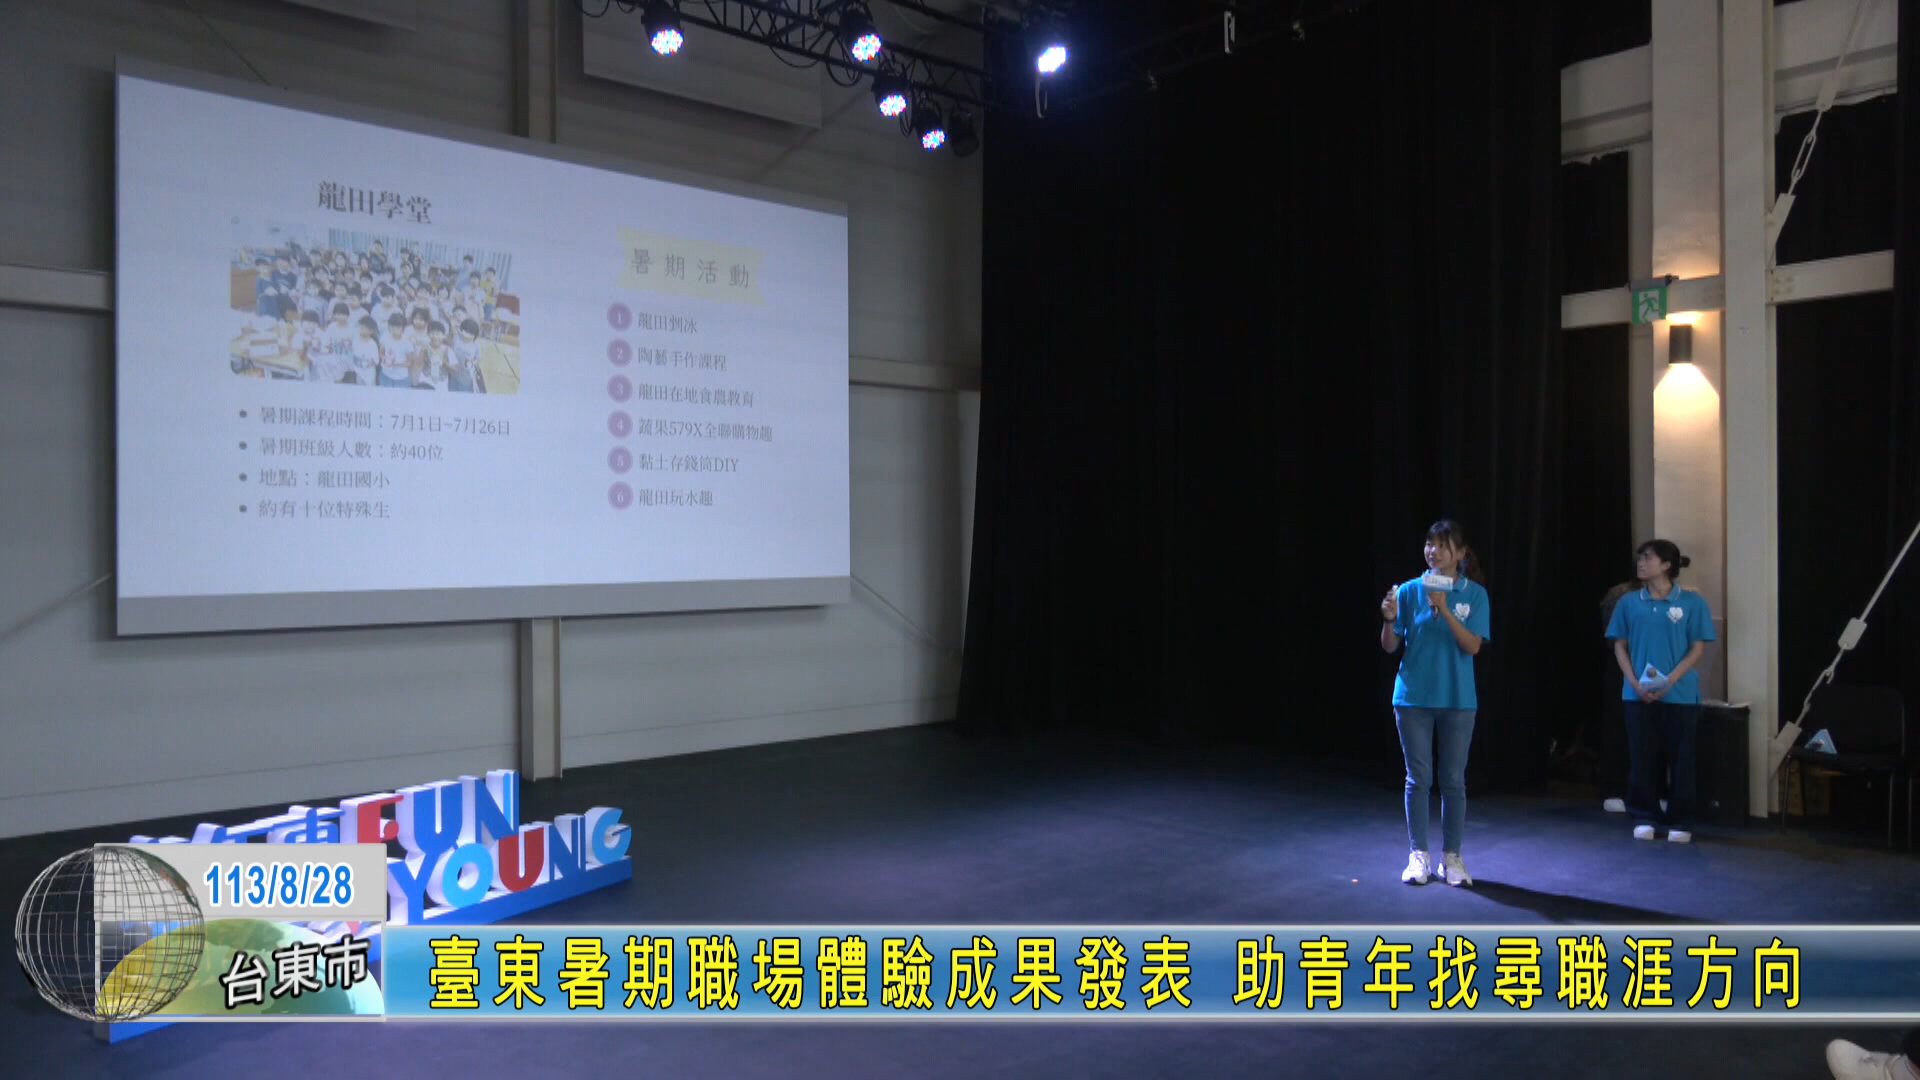 龍田學堂
暑期課程時間：7月1日~7月26日
暑期班級人數：約40位
地點：龍田國小
約有十位特殊生
暑期活動
1 龍田剉冰
2 陶藝手作課程
3 龍田在地食農教育
4 蔬果579X全聯購物趣
5 黏土存錢筒DIY
6 龍田玩水趣
FUN
YOUNG
113/8/28
台東市
臺東暑期職場體驗成果發表 助青年找尋職涯方向